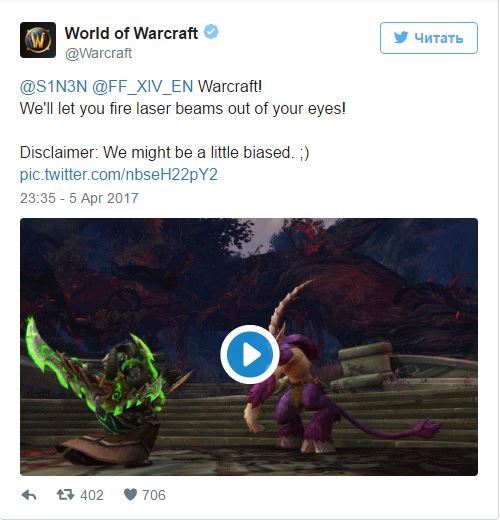 World of Warcraft
@Warcraft
Читать
@S1N3N @FF_XIV_EN Warcraft!
We'll let you fire laser beams out of your eyes!
Disclaimer: We might be a little biased. ;)
pic.twitter.com/nbseH22pY2
23:35 - 5 Apr 2017
402 706